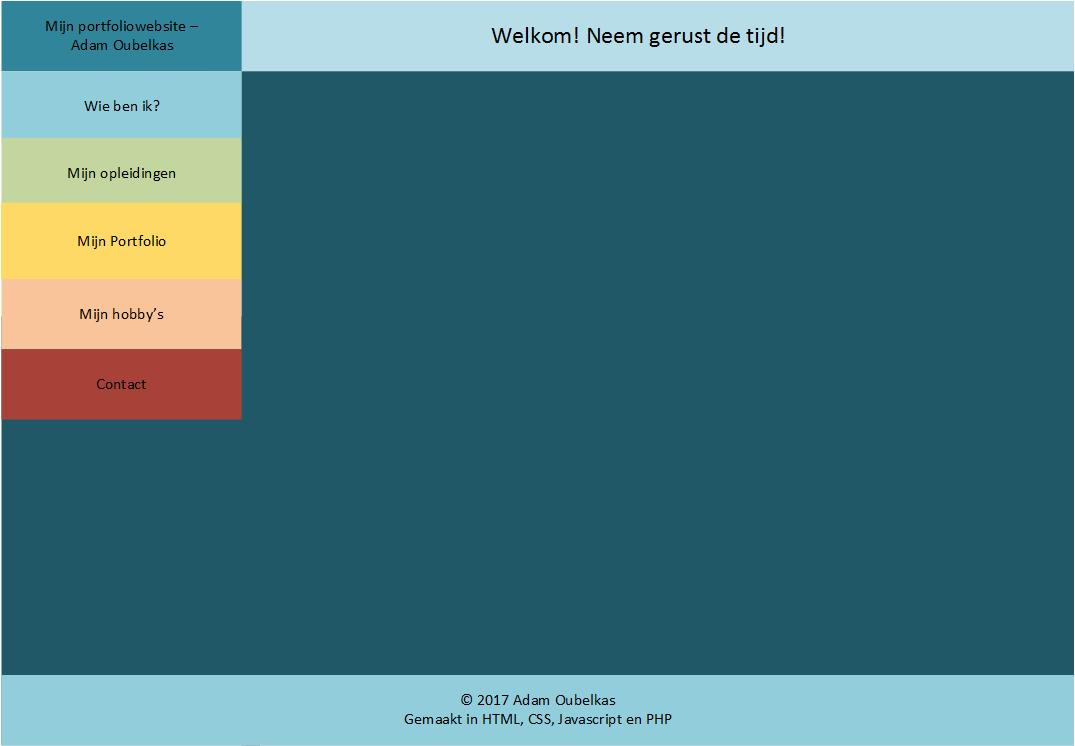 Mijn portfoliowebsite –
Adam Oubelkas
Welkom! Neem gerust de tijd!
Wie ben ik?
Mijn opleidingen
Mijn Portfolio
Mijn hobby’s
Contact
© 2017 Adam Oubelkas
Gemaakt in HTML, CSS, Javascript en PHP